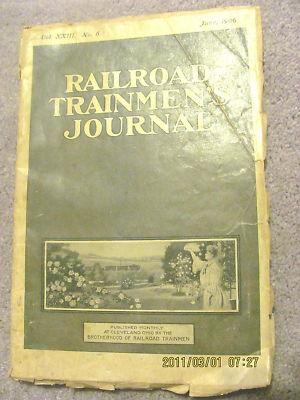 Vol. XXIII. No. 6
June, 1906
RAILROAD
TRAINMEN'S
JOURNAL
PUBLISHED MONTHLY
AT CLEVELAND OHIO BY THE
BROTHERHOOD OF RAILROAD TRAINMEN
2011/03/01 07:27